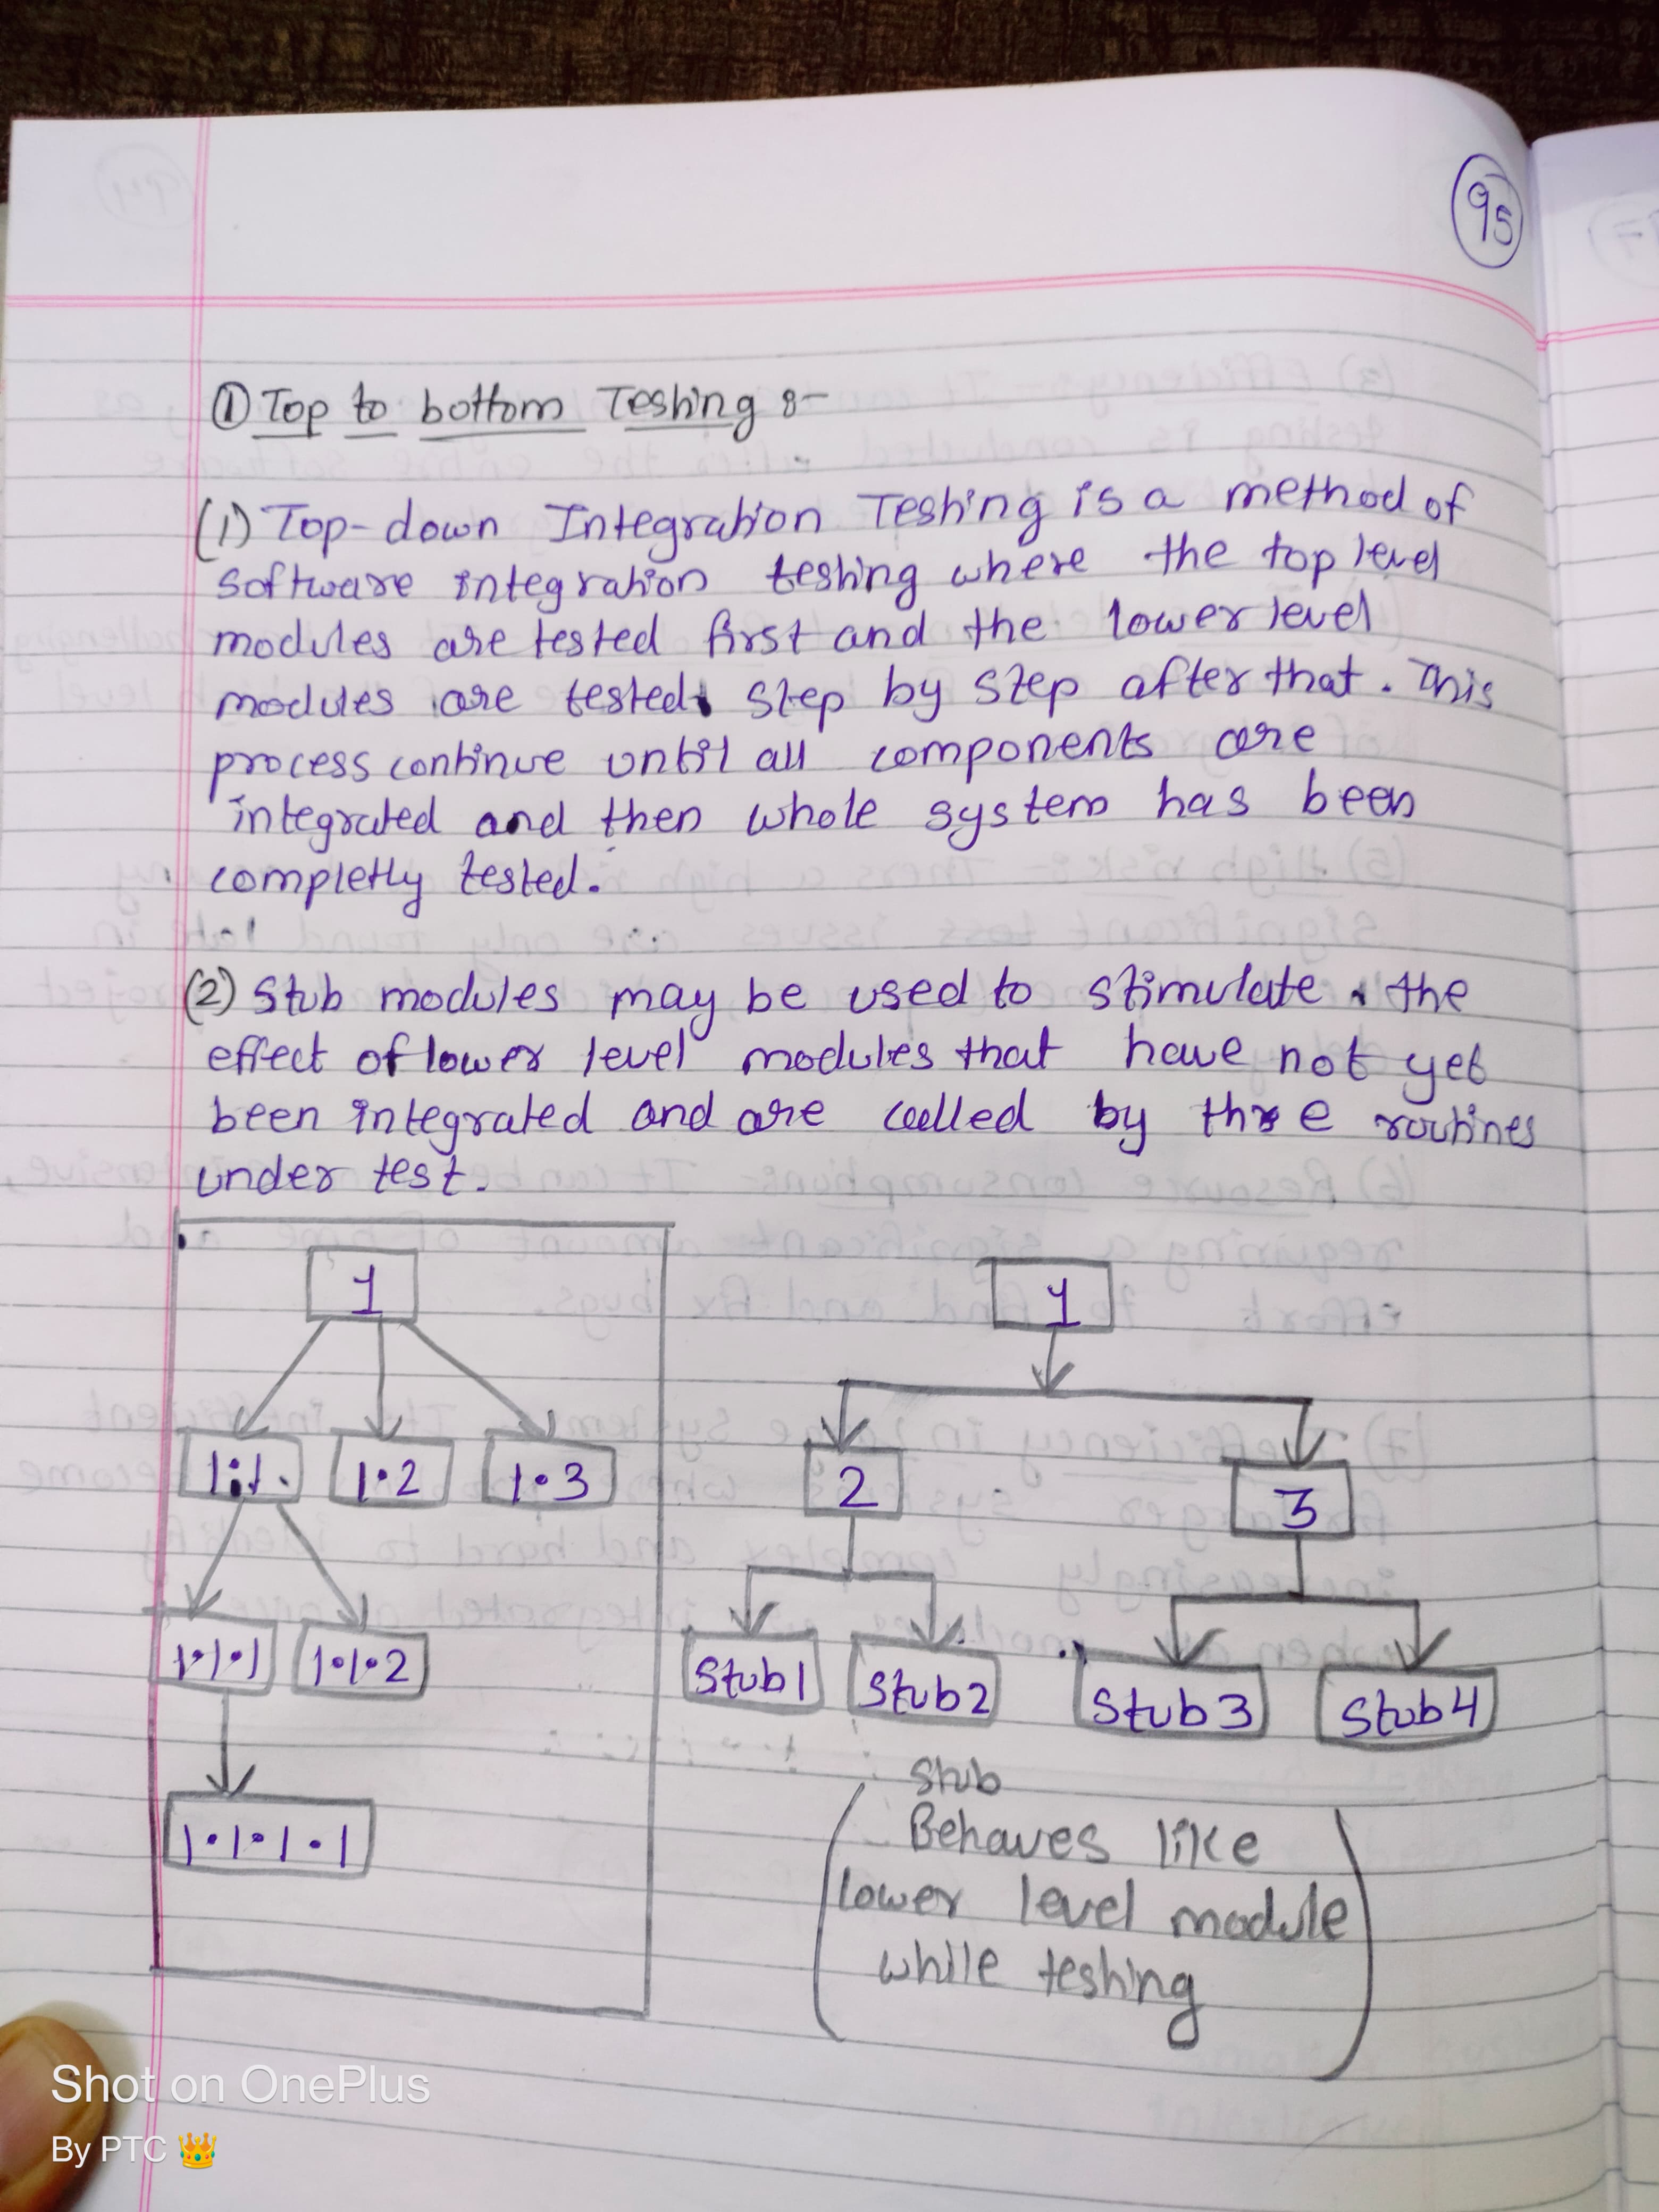 95
① Top to bottom Testing :-
(1) Top-down Integration Testing is a method of
software integration testing where the top level
modules are tested first and the lower level
modules are tested step by step after that. This
process continue until all components are
integrated and then whole system has been
completly tested.
(2) Stub modules may be used to stimulate the
effect of lower level modules that have not yet
been integrated and are called by the routines
under test.
1
1.1
1.2
1.3
1.1.1
1.1.2
1.1.1.1
1
2
3
Stub1
Stub2
Stub3
Stub4
Stub
Behaves like
lower level module
while testing
Shot on OnePlus
By PTC 👑